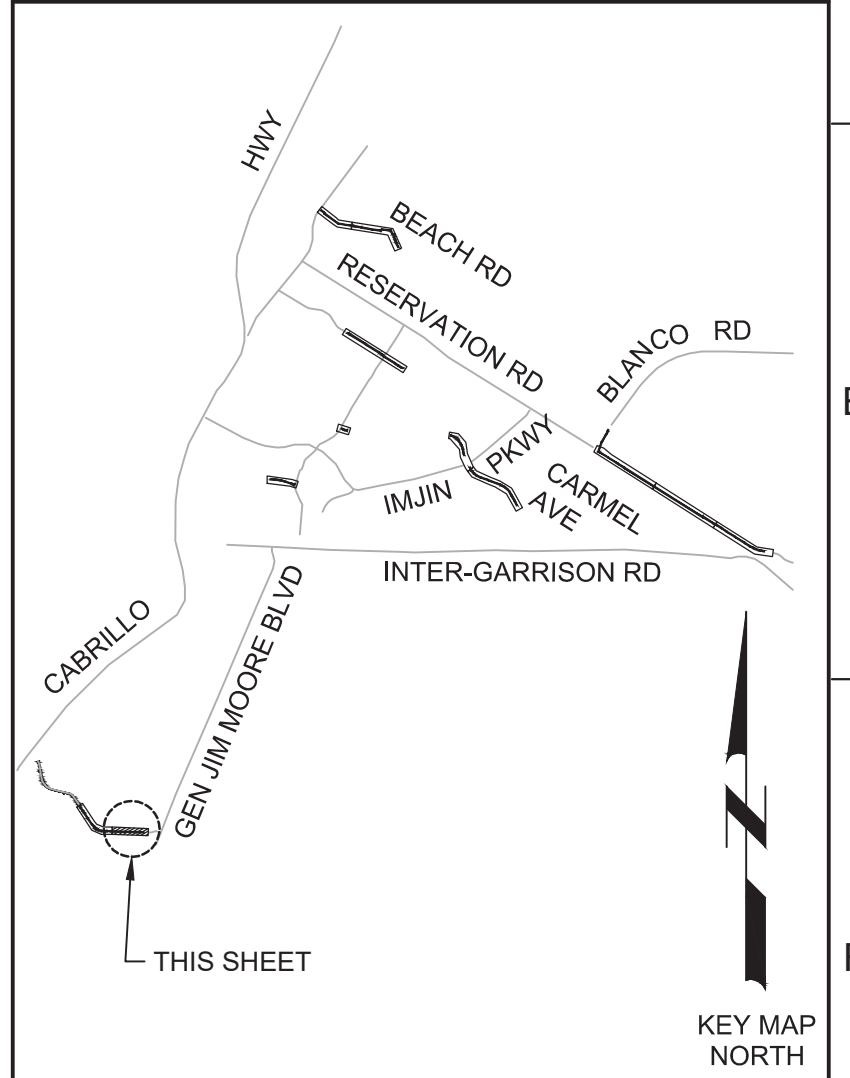 HWY
BEACH RD
RESERVATION RD
BLANCO RD
IMJIN PKWY
CARMEL
AVE
INTER-GARRISON RD
CABRILLO
GEN JIM MOORE BLVD
THIS SHEET
N
KEY MAP
NORTH